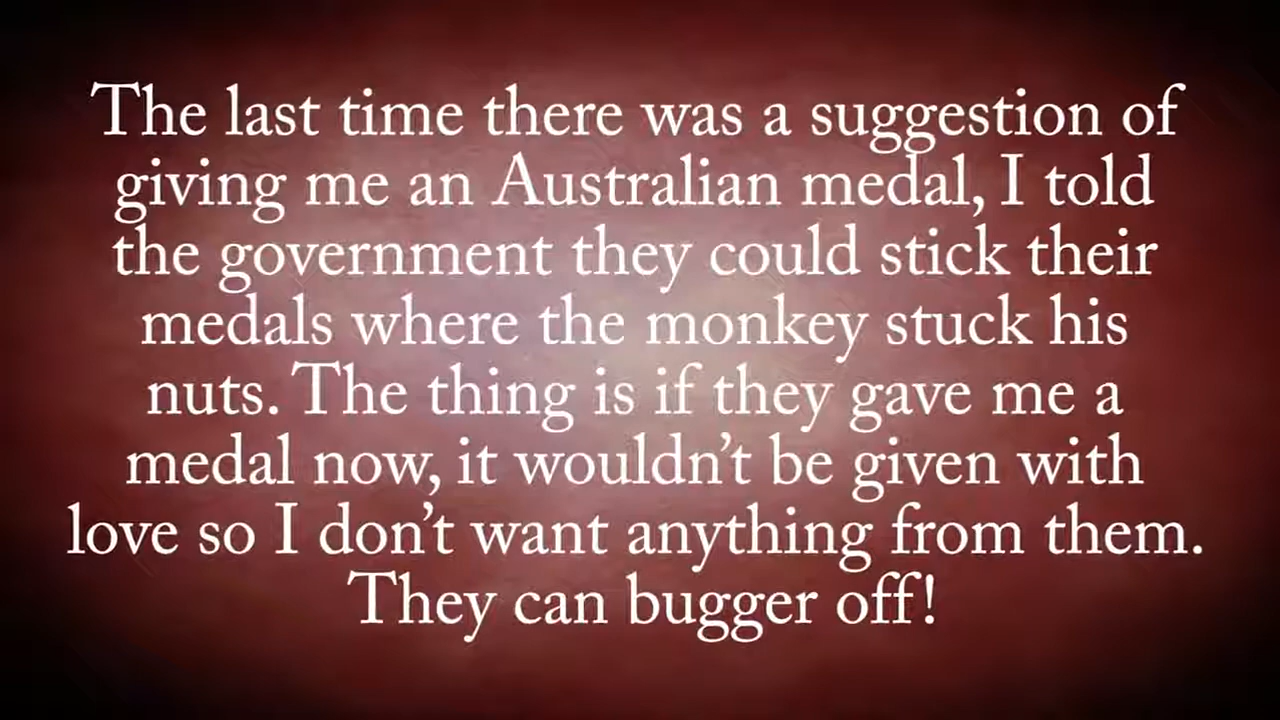 The last time there was a suggestion of
giving me an Australian medal, I told
the government they could stick their
medals where the monkey stuck his
nuts. The thing is if they gave me a
medal now, it wouldn’t be given with
love so I don’t want anything from them.
They can bugger off!